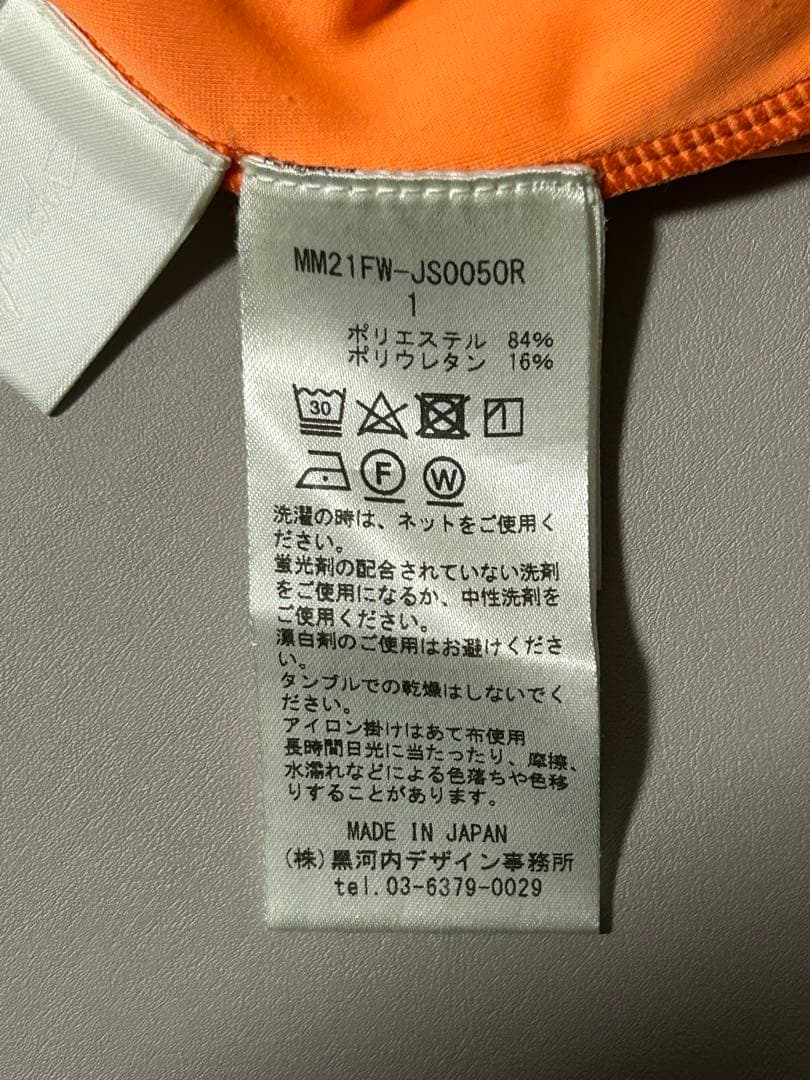 MM21FW-JS0050R
1
ポリエステル 84%
ポリウレタン 16%
30
F W
洗濯の時は、ネットをご使用く
ださい。
蛍光剤の配合されていない洗剤
をご使用になるか、中性洗剤を
ご使用ください。
漂白剤のご使用はお避けくださ
い。
タンブルでの乾燥はしないでく
ださい。
アイロン掛けはあて布使用
長時間日光に当たったり、摩擦、
水濡れなどによる色落ちや色移
りすることがあります。
MADE IN JAPAN
(株)黒河内デザイン事務所
tel.03-6379-0029